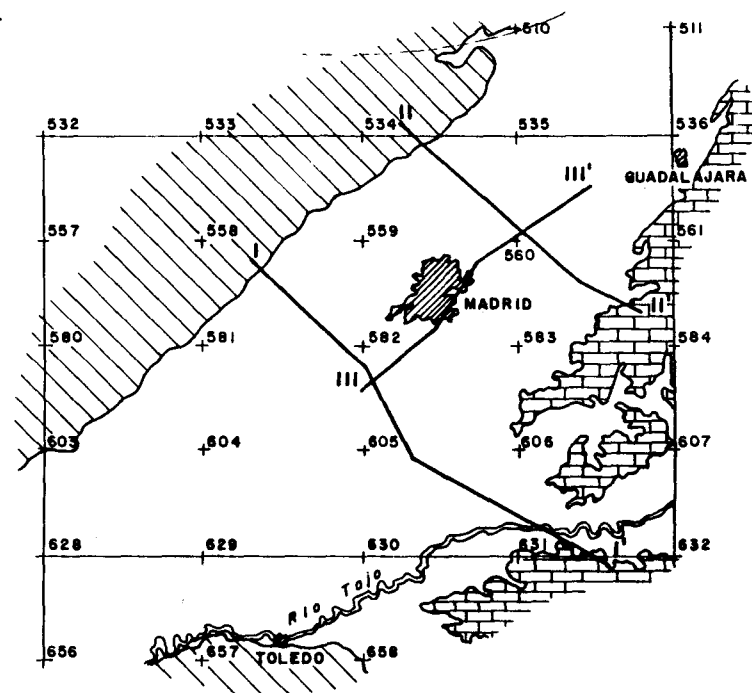 510 511
II
532 533 534 535 536
III' GUADALAJARA
557 558 559 560 561
I
MADRID II'
580 581 582 583 584
III
603 604 605 606 607
628 629 630 631 I' 632
Rio Tajo
656 657 TOLEDO 658